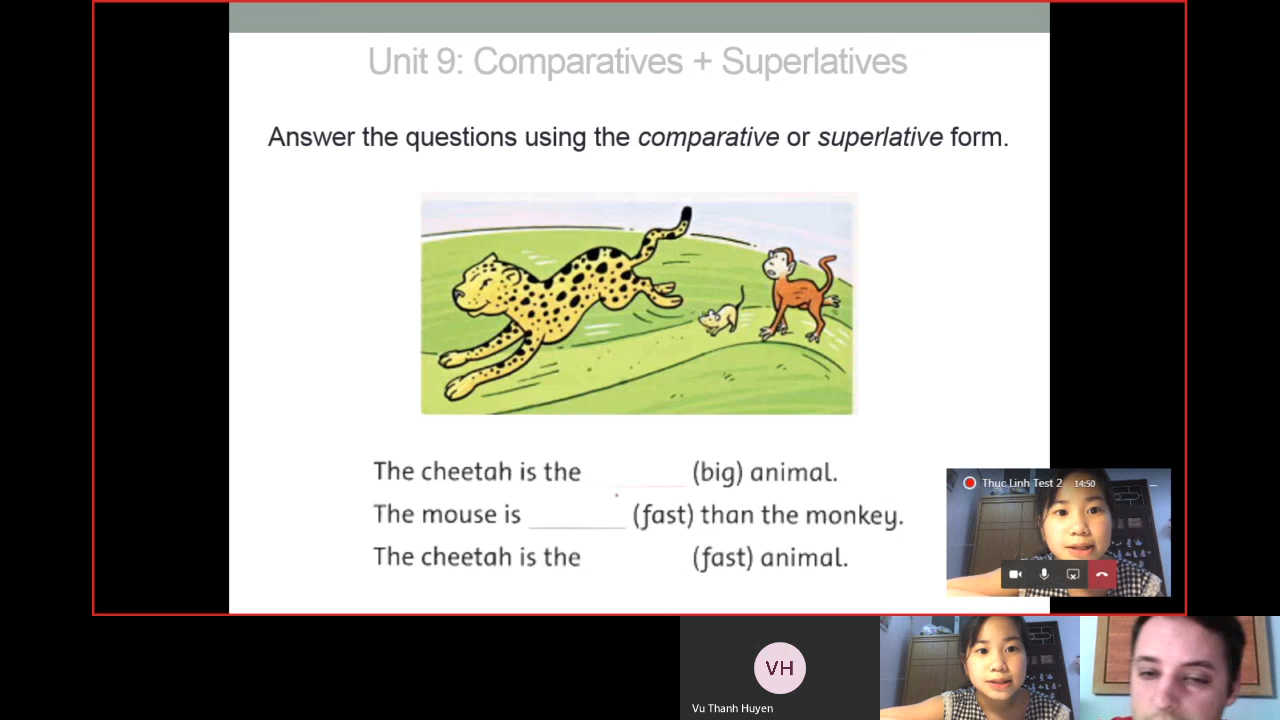 Unit 9: Comparatives + Superlatives
Answer the questions using the comparative or superlative form.
The cheetah is the (big) animal.
The mouse is ________ (fast) than the monkey.
The cheetah is the (fast) animal.
Thuc Linh Test 2 14:50
VH
Vu Thanh Huyen